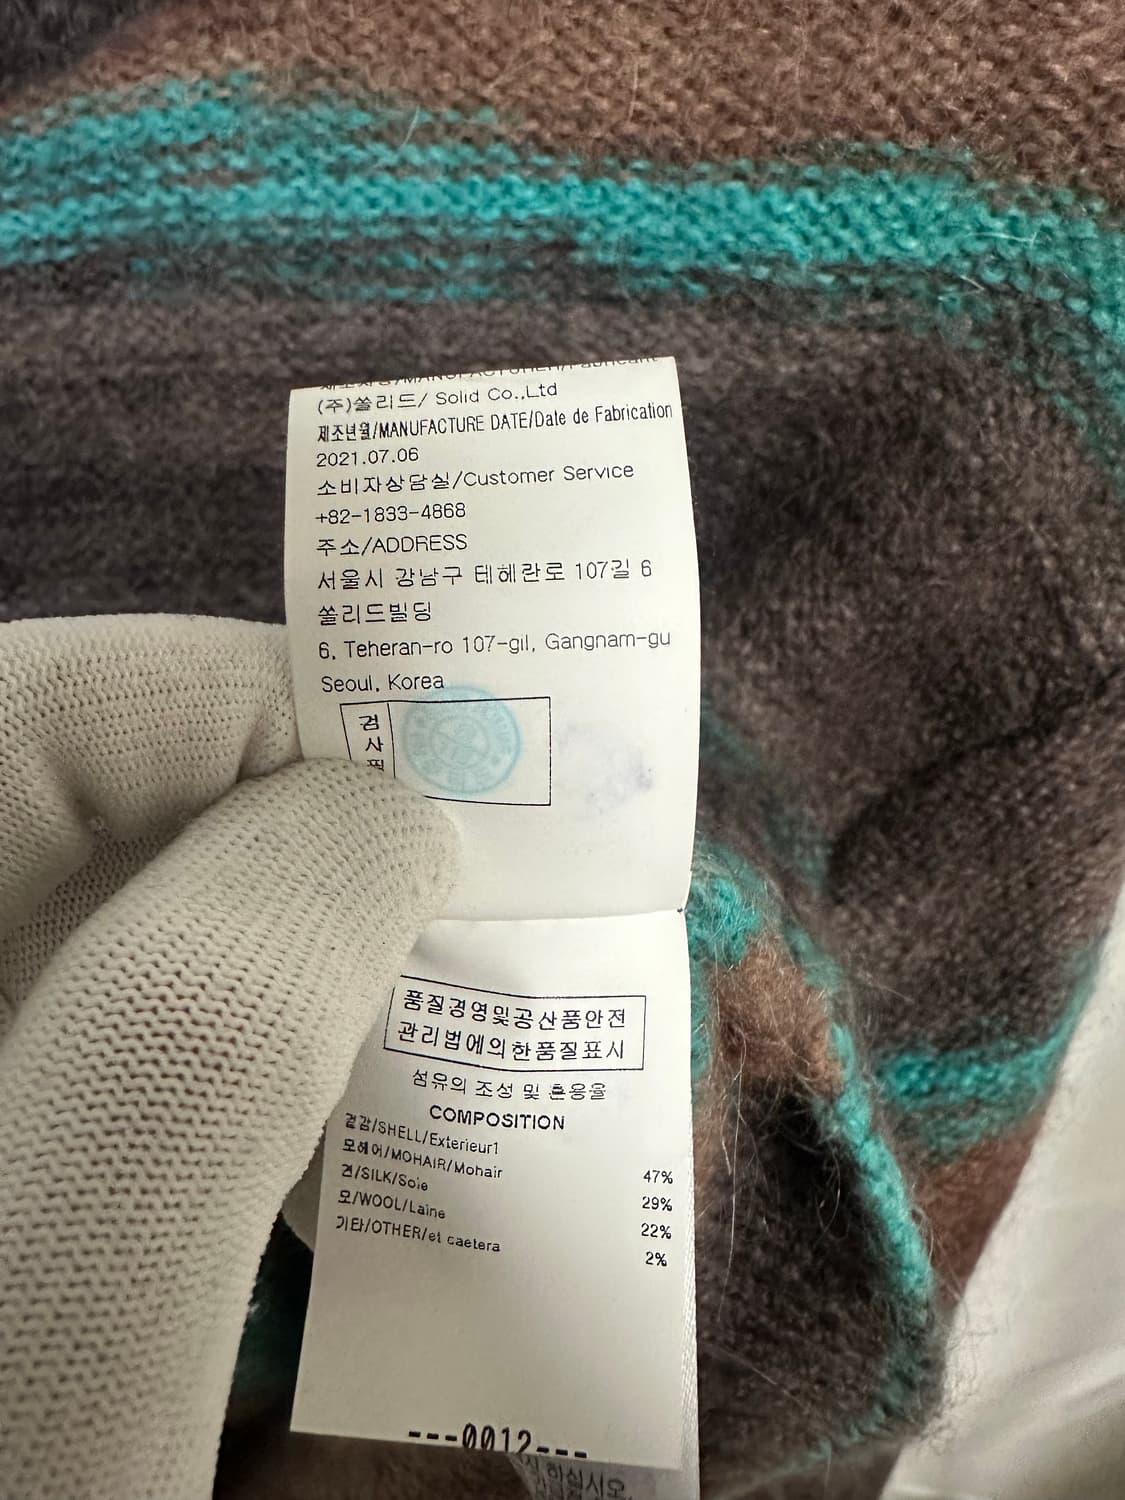 (주)쏠리드/ Solid Co.,Ltd
제조년월/MANUFACTURE DATE/Date de Fabrication
2021.07.06
소비자상담실/Customer Service
+82-1833-4868
주소/ADDRESS
서울시 강남구 테헤란로 107길 6
쏠리드빌딩
6, Teheran-ro 107-gil, Gangnam-gu
Seoul, Korea
검
사
필
품질경영및공산품안전
관리법에의한품질표시
섬유의 조성 및 혼용율
COMPOSITION
겉감/SHELL/Exterieur1
모헤어/MOHAIR/Mohair 47%
견/SILK/Soie 29%
모/WOOL/Laine 22%
기타/OTHER/et caetera 2%
---0012---
하십시오.